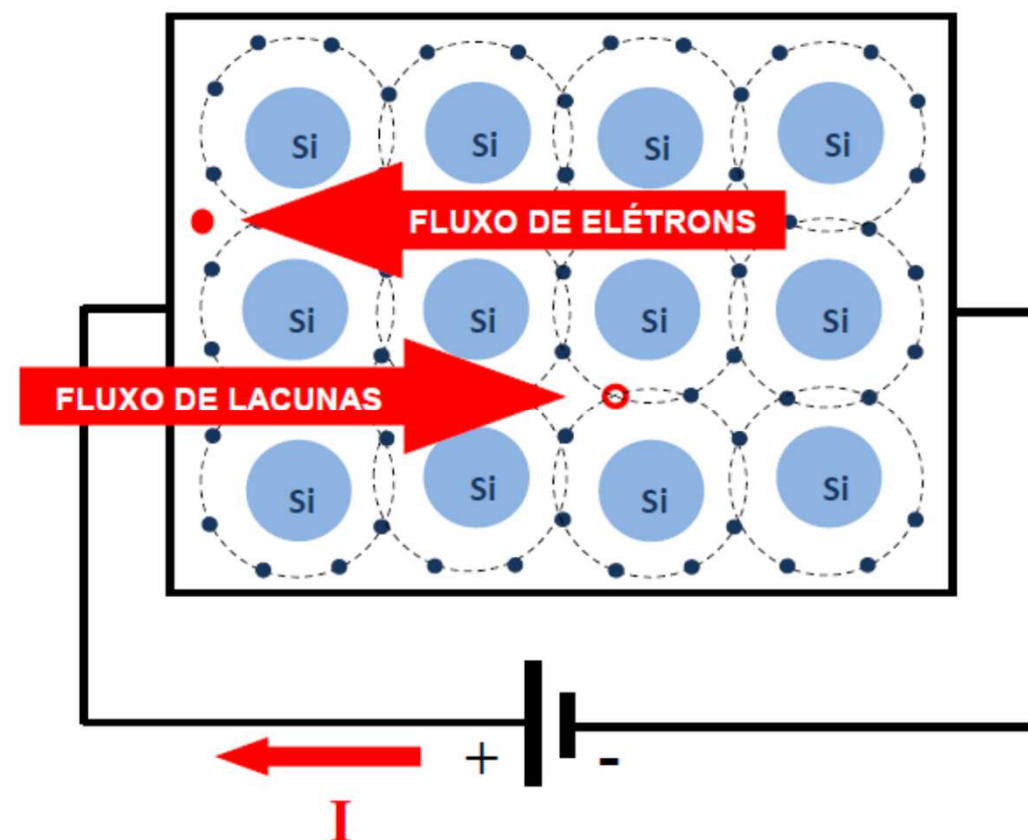 Si Si Si Si
FLUXO DE ELÉTRONS
Si Si Si Si
FLUXO DE LACUNAS
Si Si Si Si
+ -
I